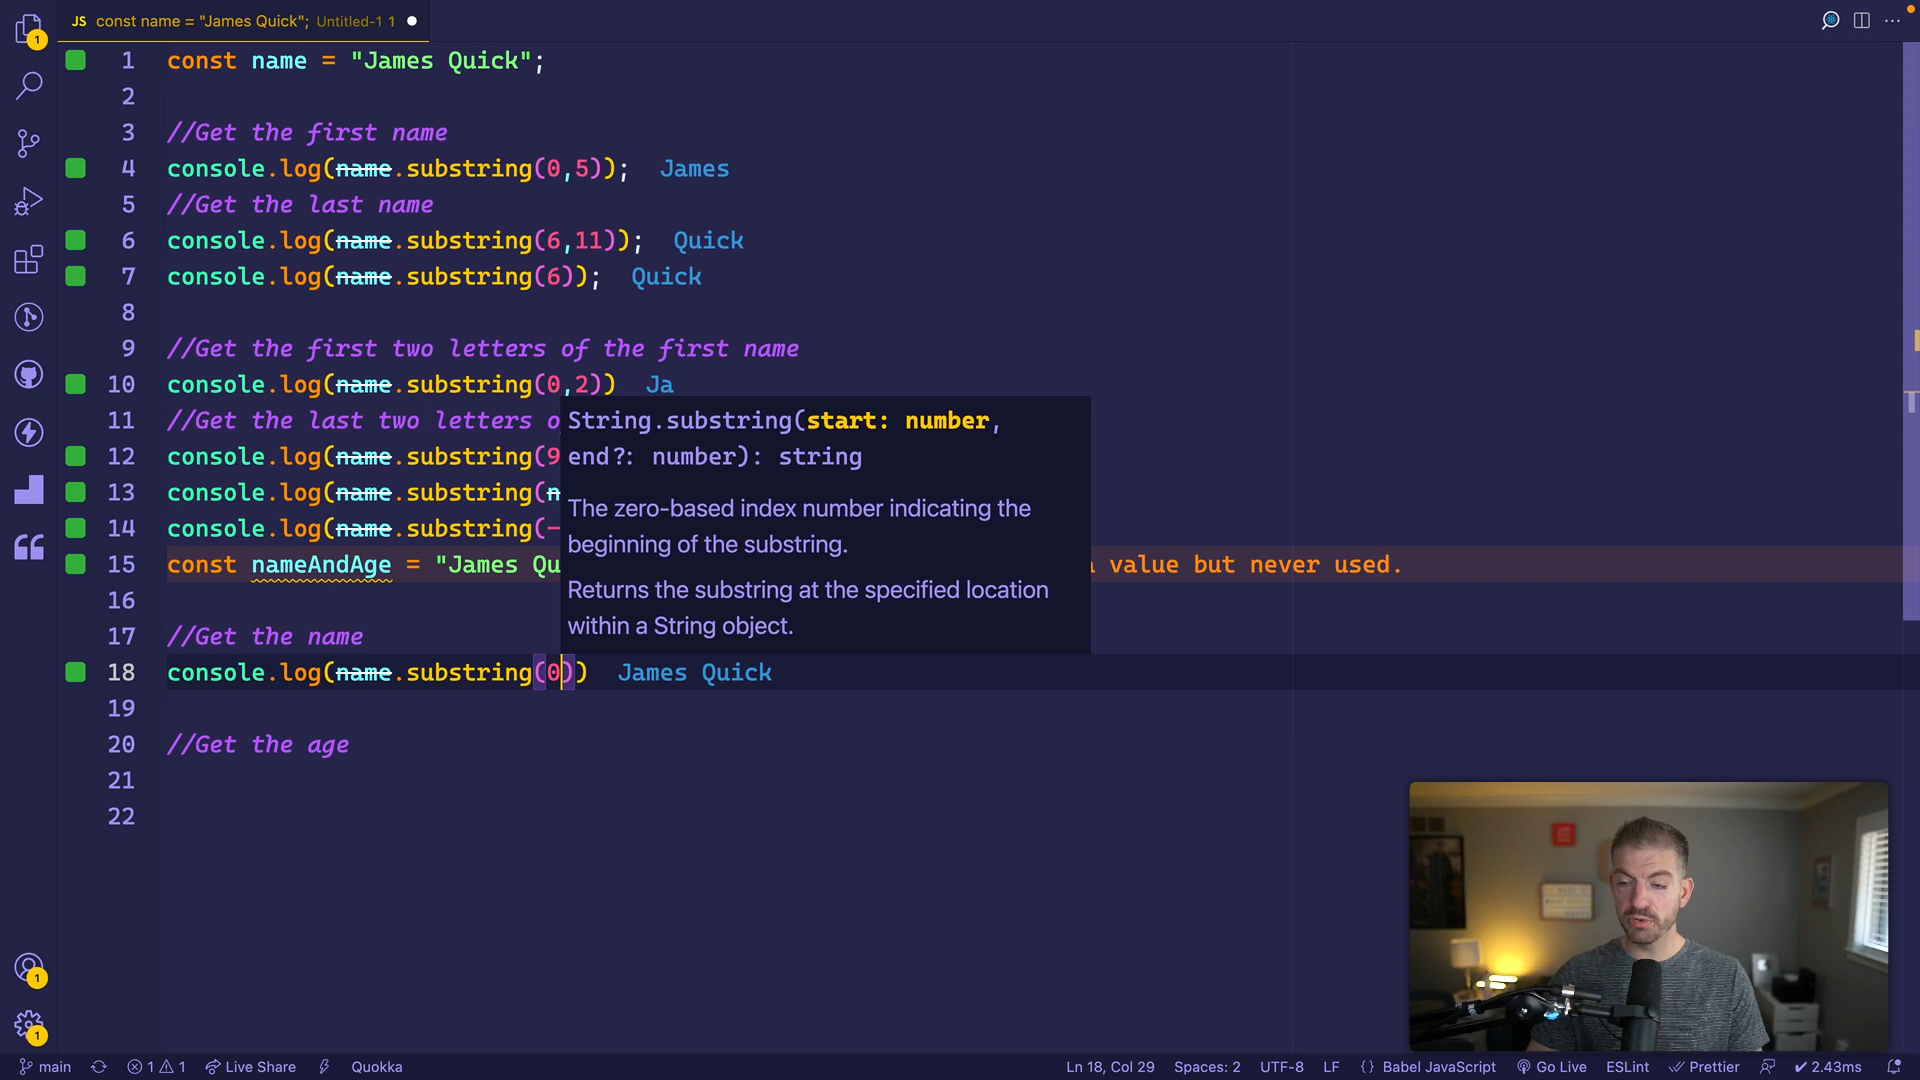 JS const name = "James Quick"; Untitled-1 1
1 const name = "James Quick";
2
3 //Get the first name
4 console.log(name.substring(0,5)); James
5 //Get the last name
6 console.log(name.substring(6,11)); Quick
7 console.log(name.substring(6)); Quick
8
9 //Get the first two letters of the first name
10 console.log(name.substring(0,2)) Ja
11 //Get the last two letters o
String.substring(start: number,
12 console.log(name.substring(9
end?: number): string
13 console.log(name.substring(n
The zero-based index number indicating the
14 console.log(name.substring(-
beginning of the substring.
15 const nameAndAge = "James Qu
value but never used.
Returns the substring at the specified location
16
within a String object.
17 //Get the name
18 console.log(name.substring(0)) James Quick
19
20 //Get the age
21
22
1
1
1
main 1 1 Live Share Quokka Ln 18, Col 29 Spaces: 2 UTF-8 LF {} Babel JavaScript Go Live ESLint Prettier 2.43ms